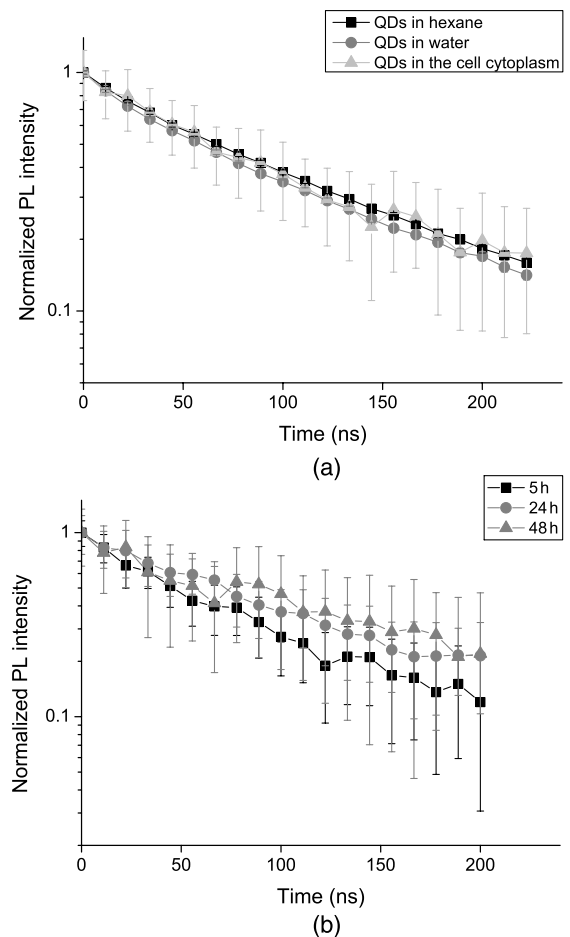 QDs in hexane
QDs in water
QDs in the cell cytoplasm
1
0.1
Normalized PL intensity
0
50
100
150
200
Time (ns)
(a)
5 h
24 h
48 h
1
0.1
Normalized PL intensity
0
50
100
150
200
Time (ns)
(b)